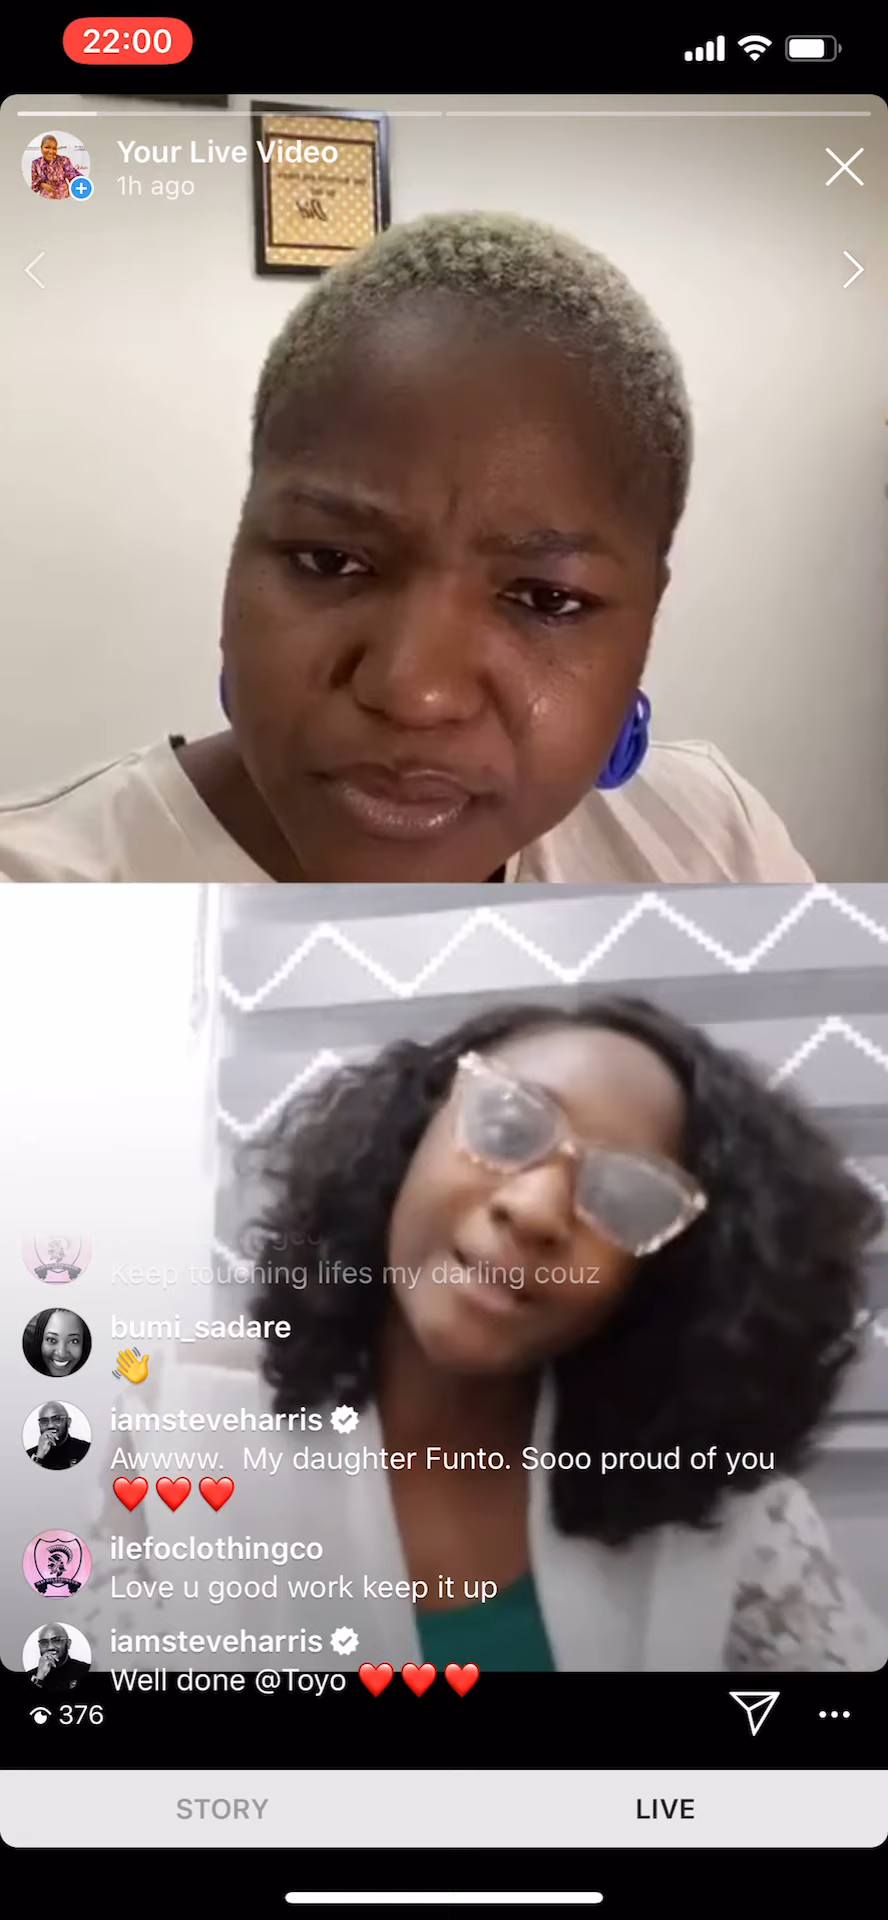 22:00
Your Live Video
1h ago
Keep touching lifes my darling couz
bumi_sadare
👋
iamsteveharris
Awwww. My daughter Funto. Sooo proud of you
❤️❤️❤️
ilefoclothingco
Love u good work keep it up
iamsteveharris
Well done @Toyo ❤️❤️❤️
376
STORY
LIVE